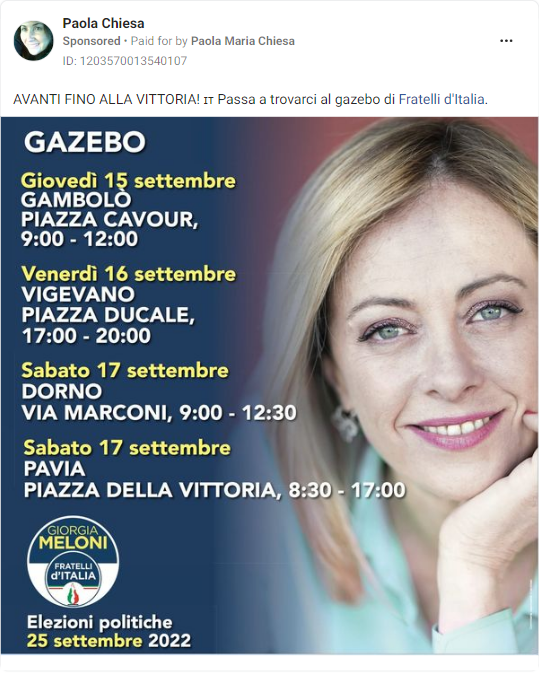 Paola Chiesa
Sponsored • Paid for by Paola Maria Chiesa
ID: 1203570013540107
AVANTI FINO ALLA VITTORIA! IT Passa a trovarci al gazebo di Fratelli d'Italia.
GAZEBO
Giovedì 15 settembre
GAMBOLÒ
PIAZZA CAVOUR,
9:00 - 12:00
Venerdì 16 settembre
VIGEVANO
PIAZZA DUCALE,
17:00 - 20:00
Sabato 17 settembre
DORNO
VIA MARCONI, 9:00 - 12:30
Sabato 17 settembre
PAVIA
PIAZZA DELLA VITTORIA, 8:30 - 17:00
GIORGIA
MELONI
FRATELLI
d'ITALIA
Elezioni politiche
25 settembre 2022